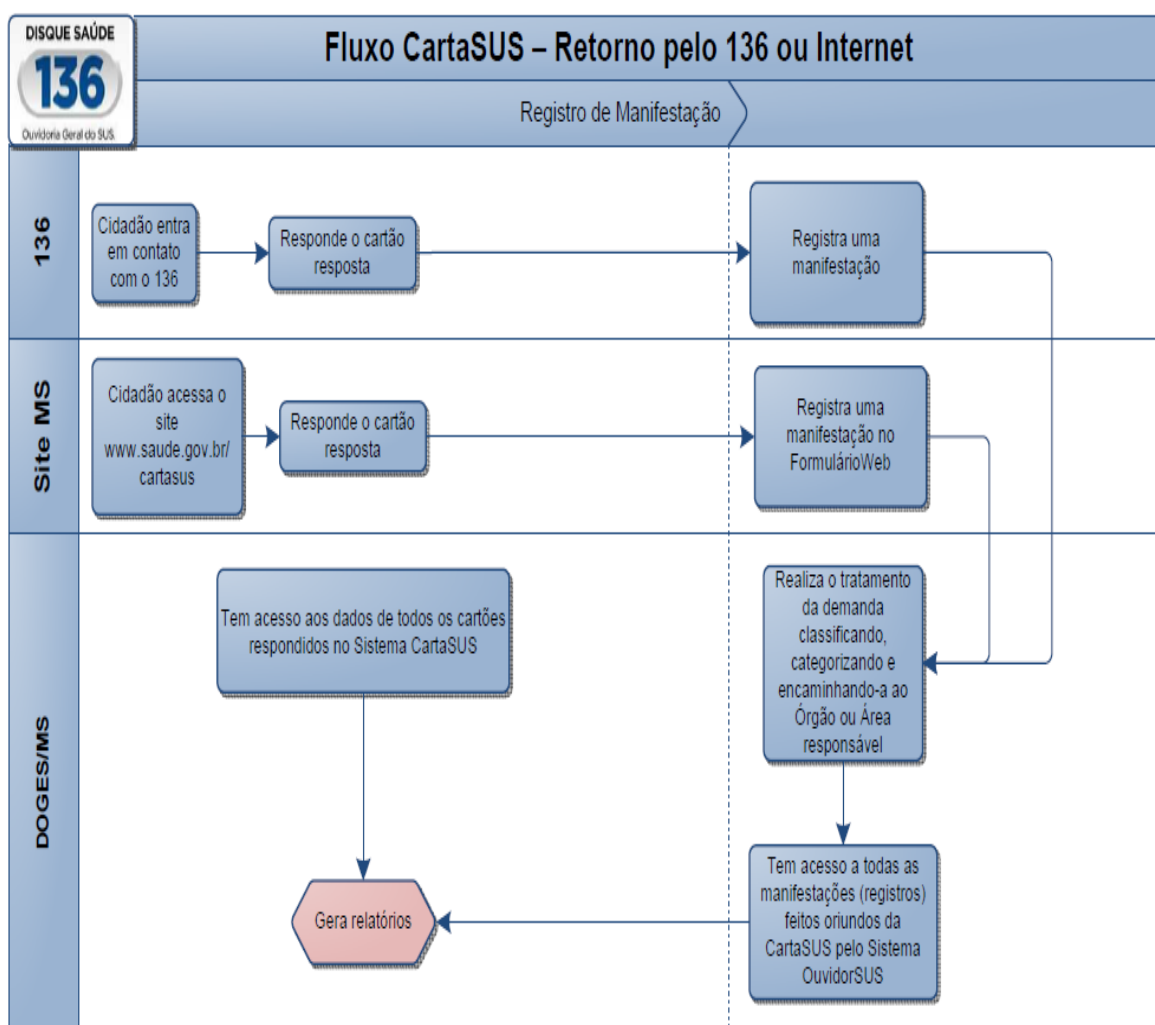 DISQUE SAÚDE
136
Ouvidoria Geral do SUS.
Fluxo CartaSUS – Retorno pelo 136 ou Internet
Registro de Manifestação
136
Cidadão entra
em contato
com o 136
Responde o cartão
resposta
Registra uma
manifestação
Site MS
Cidadão acessa o
site
www.saude.gov.br/
cartasus
Responde o cartão
resposta
Registra uma
manifestação no
FormulárioWeb
DOGES/MS
Tem acesso aos dados de todos os cartões
respondidos no Sistema CartaSUS
Realiza o tratamento
da demanda
classificando,
categorizando e
encaminhando-a ao
Órgão ou Área
responsável
Gera relatórios
Tem acesso a todas as
manifestações (registros)
feitos oriundos da
CartaSUS pelo Sistema
OuvidorSUS